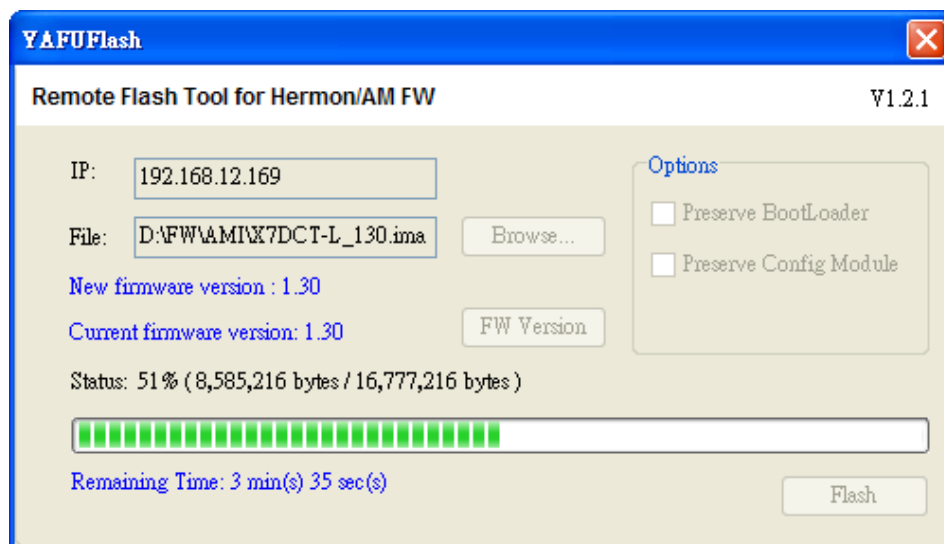 YAFUFlash
Remote Flash Tool for Hermon/AM FW V1.2.1
IP: 192.168.12.169
Options
Preserve BootLoader
File: D:\FW\AMI\X7DCT-L_130.ima Browse...
Preserve Config Module
New firmware version : 1.30
Current firmware version: 1.30 FW Version
Status: 51% ( 8,585,216 bytes / 16,777,216 bytes )
Remaining Time: 3 min(s) 35 sec(s)
Flash